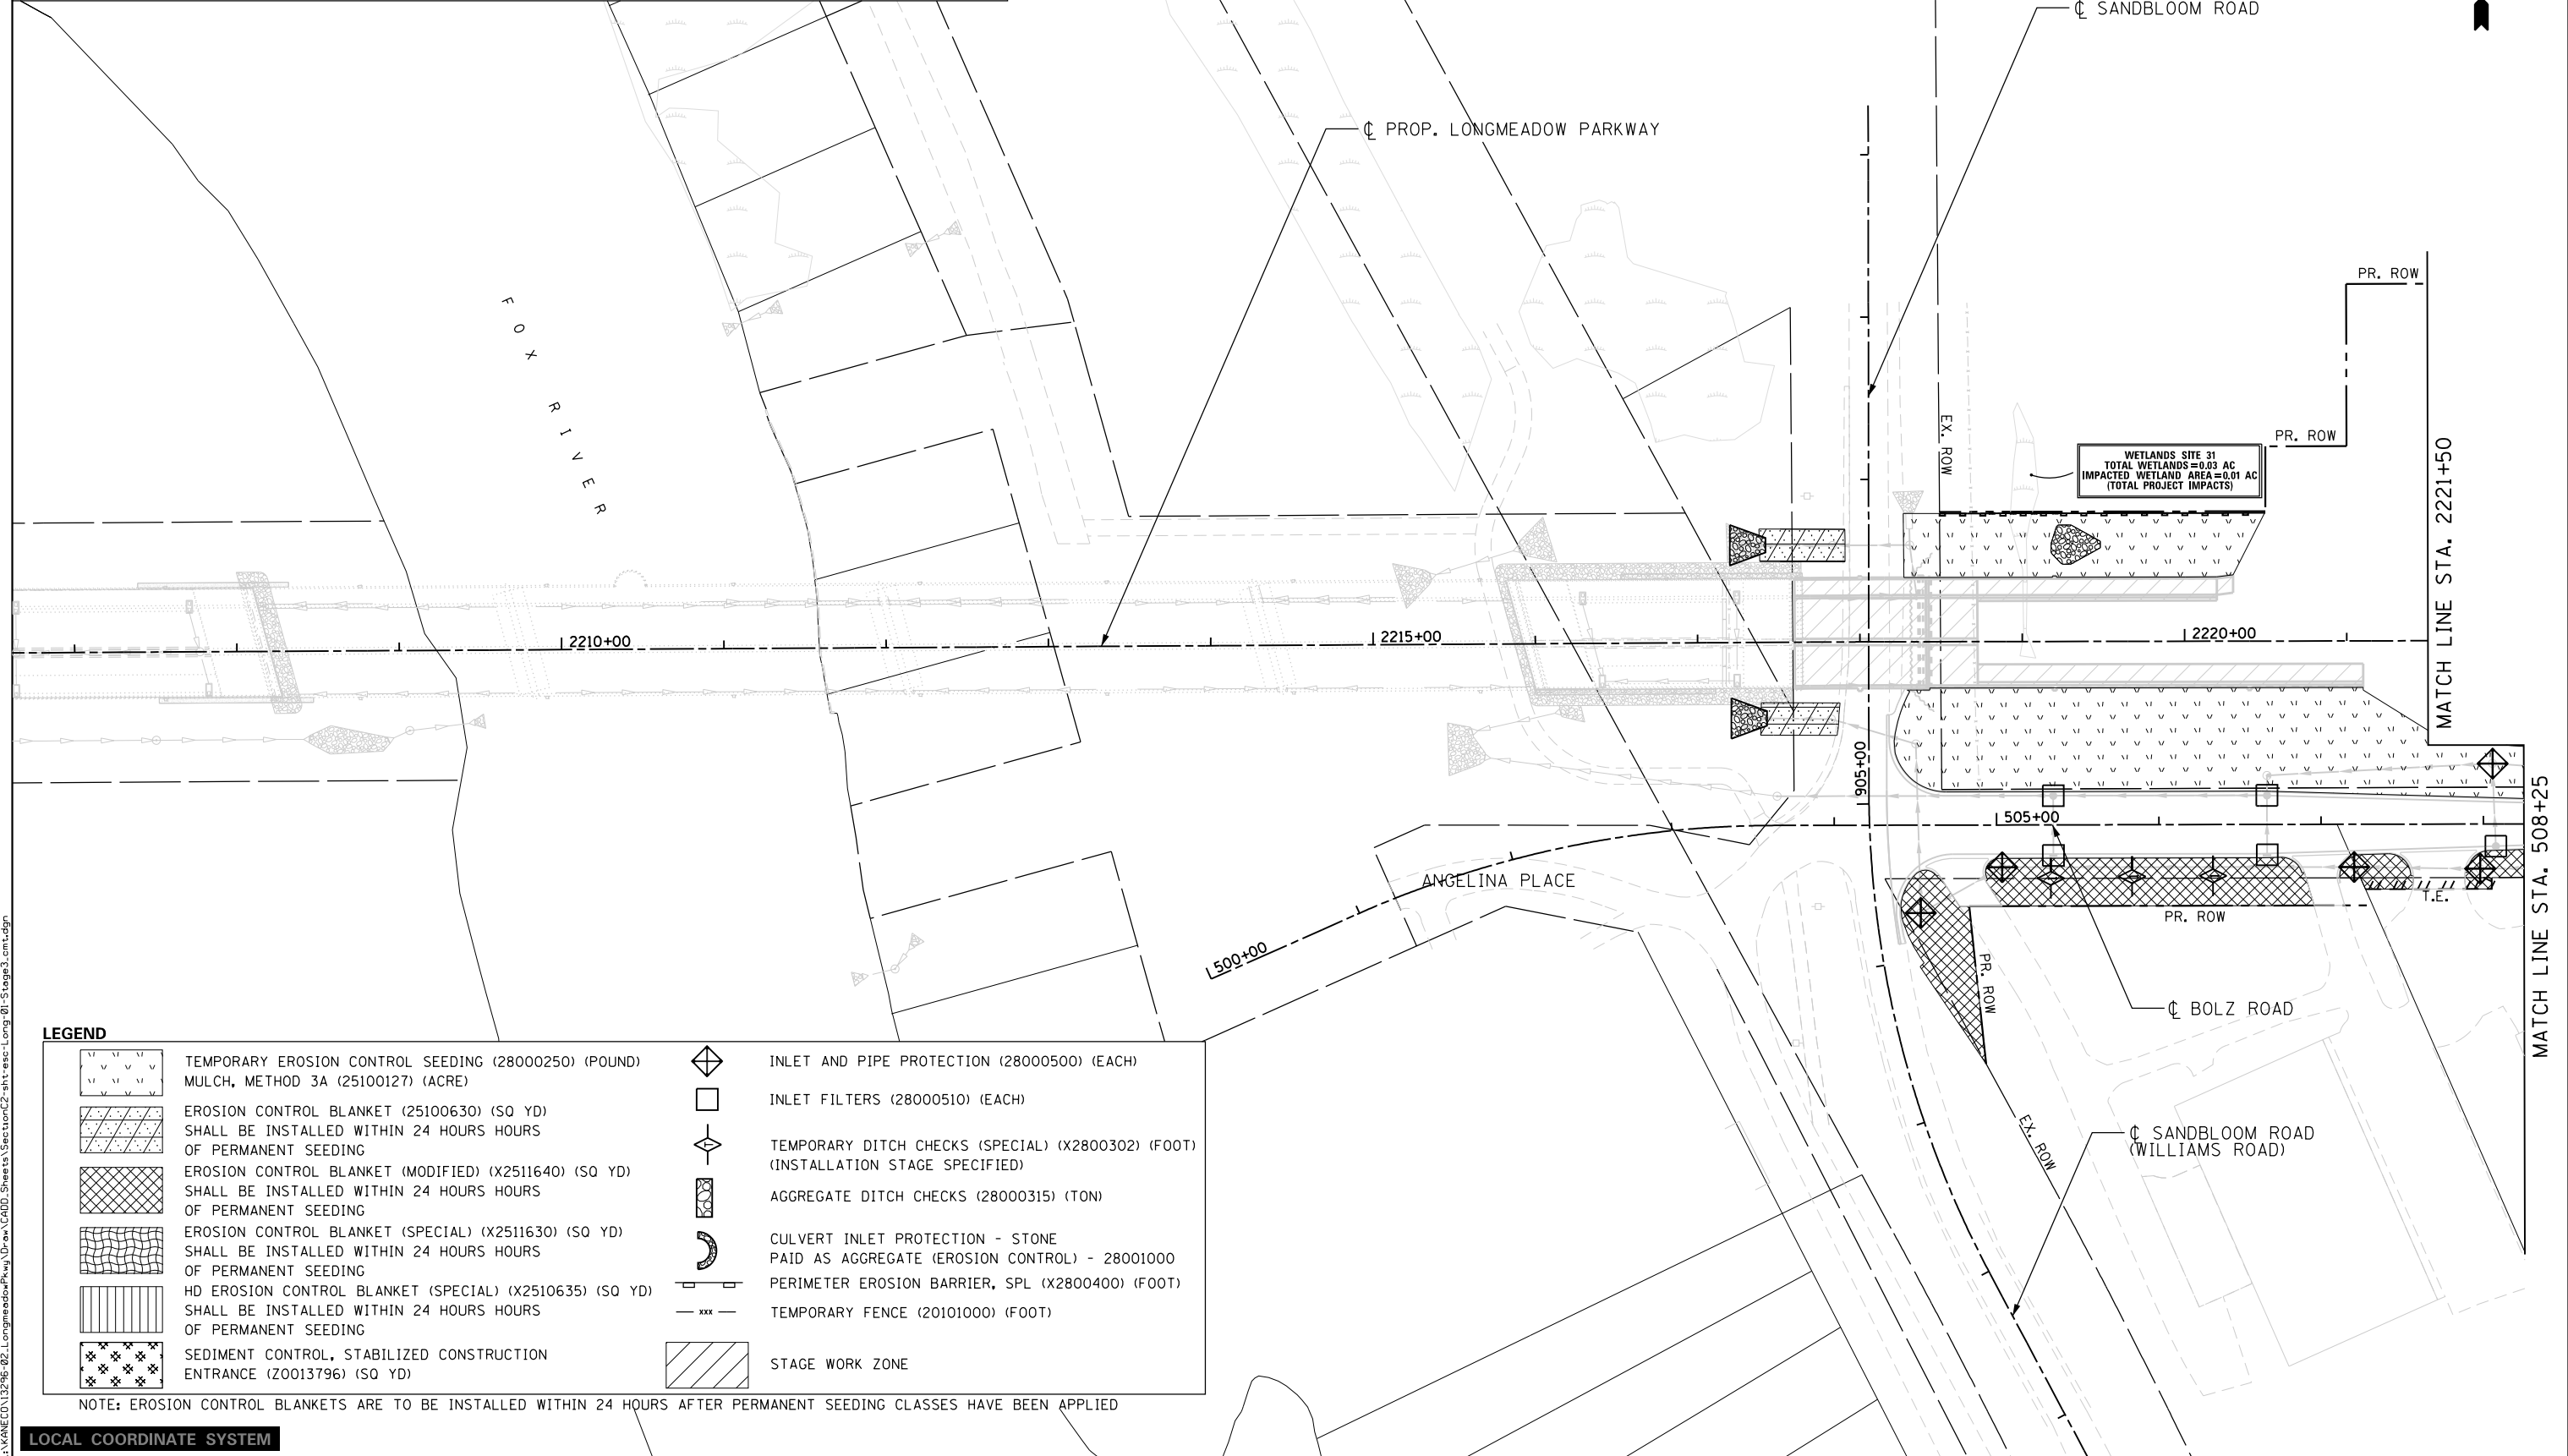 ℄ SANDBLOOM ROAD
℄ PROP. LONGMEADOW PARKWAY
PR. ROW
PR. ROW
EX. ROW
WETLANDS SITE 31
TOTAL WETLANDS=0.03 AC
IMPACTED WETLAND AREA=0.01 AC
(TOTAL PROJECT IMPACTS)
MATCH LINE STA. 2221+50
FOX RIVER
2210+00
2215+00
2220+00
905+00
505+00
MATCH LINE STA. 508+25
ANGELINA PLACE
500+00
T.E.
PR. ROW
PR. ROW
℄ BOLZ ROAD
EX. ROW
℄ SANDBLOOM ROAD
(WILLIAMS ROAD)
LEGEND
TEMPORARY EROSION CONTROL SEEDING (28000250) (POUND)
MULCH, METHOD 3A (25100127) (ACRE)
EROSION CONTROL BLANKET (25100630) (SQ YD)
SHALL BE INSTALLED WITHIN 24 HOURS HOURS
OF PERMANENT SEEDING
EROSION CONTROL BLANKET (MODIFIED) (X2511640) (SQ YD)
SHALL BE INSTALLED WITHIN 24 HOURS HOURS
OF PERMANENT SEEDING
EROSION CONTROL BLANKET (SPECIAL) (X2511630) (SQ YD)
SHALL BE INSTALLED WITHIN 24 HOURS HOURS
OF PERMANENT SEEDING
HD EROSION CONTROL BLANKET (SPECIAL) (X2510635) (SQ YD)
SHALL BE INSTALLED WITHIN 24 HOURS HOURS
OF PERMANENT SEEDING
SEDIMENT CONTROL, STABILIZED CONSTRUCTION
ENTRANCE (Z0013796) (SQ YD)
INLET AND PIPE PROTECTION (28000500) (EACH)
INLET FILTERS (28000510) (EACH)
TEMPORARY DITCH CHECKS (SPECIAL) (X2800302) (FOOT)
(INSTALLATION STAGE SPECIFIED)
AGGREGATE DITCH CHECKS (28000315) (TON)
CULVERT INLET PROTECTION - STONE
PAID AS AGGREGATE (EROSION CONTROL) - 28001000
PERIMETER EROSION BARRIER, SPL (X2800400) (FOOT)
xxx
TEMPORARY FENCE (20101000) (FOOT)
STAGE WORK ZONE
NOTE: EROSION CONTROL BLANKETS ARE TO BE INSTALLED WITHIN 24 HOURS AFTER PERMANENT SEEDING CLASSES HAVE BEEN APPLIED
LOCAL COORDINATE SYSTEM